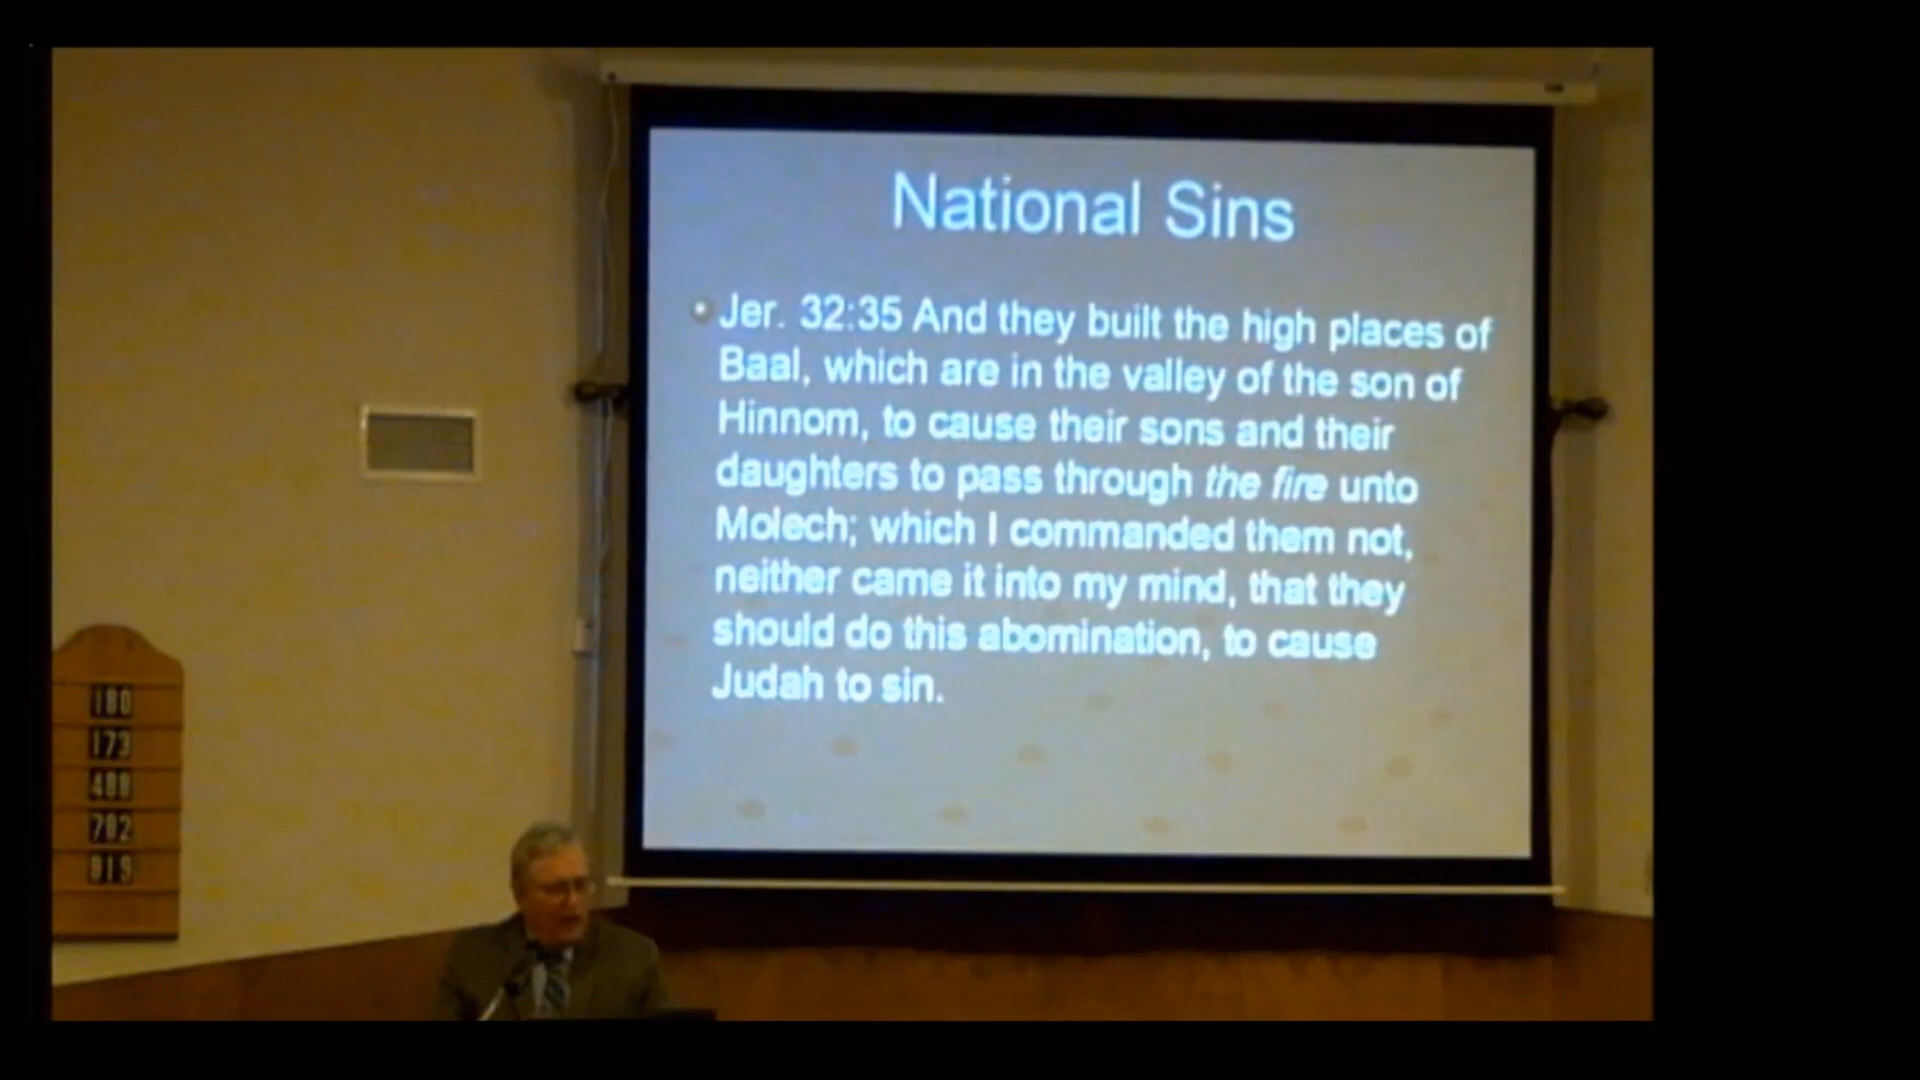 National Sins
Jer. 32:35 And they built the high places of
Baal, which are in the valley of the son of
Hinnom, to cause their sons and their
daughters to pass through the fire unto
Molech; which I commanded them not,
neither came it into my mind, that they
should do this abomination, to cause
Judah to sin.
180
173
488
782
819